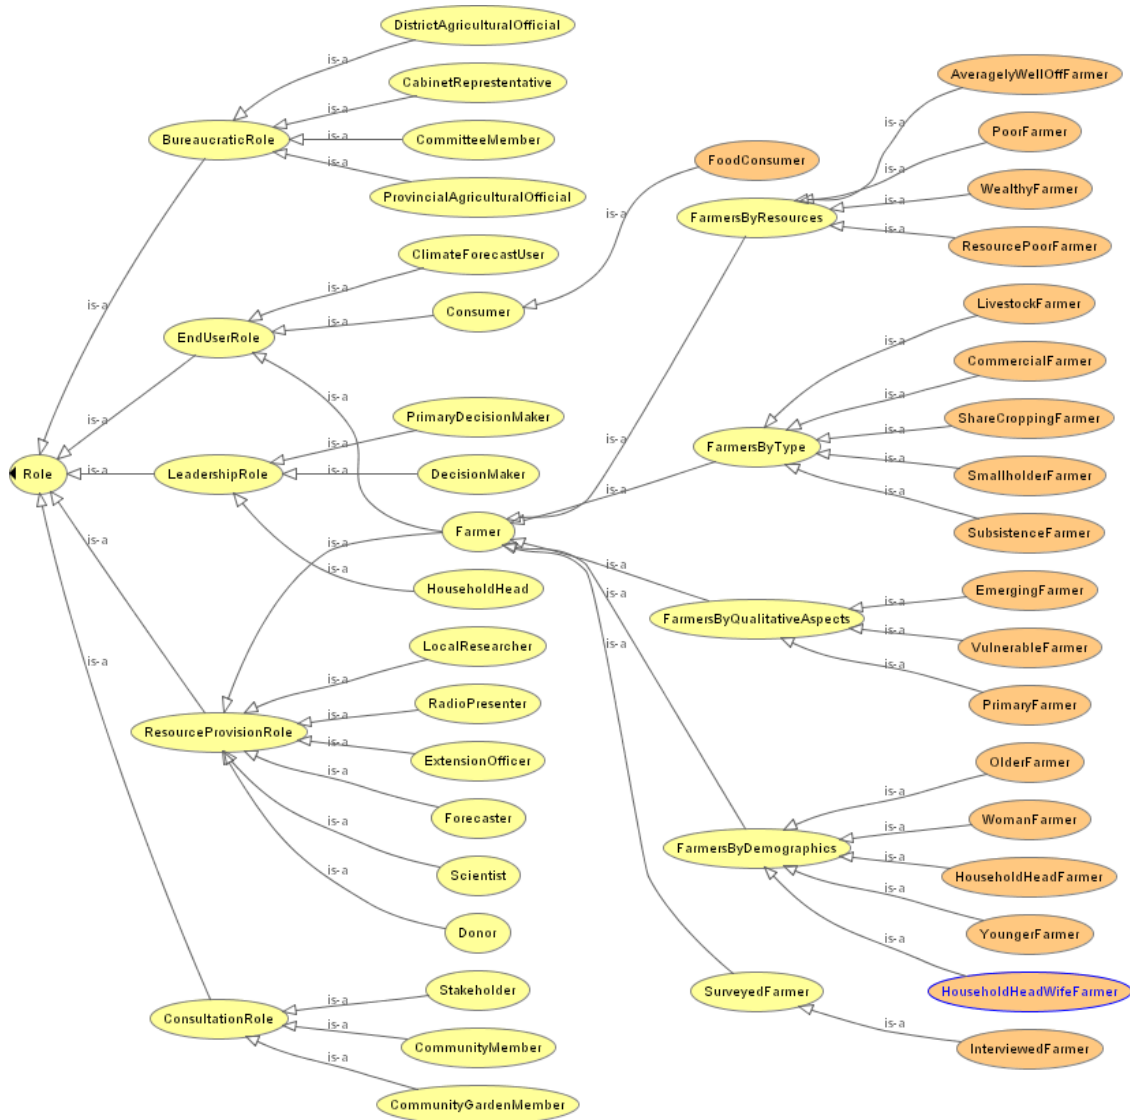 DistrictAgriculturalOfficial
is-a
CabinetReprestentative
is-a
BureaucraticRole
is-a
CommitteeMember
is-a
ProvincialAgriculturalOfficial
is-a
ClimateForecastUser
is-a
Consumer
is-a
EndUserRole
is-a
is-a
PrimaryDecisionMaker
is-a
Role
is-a
LeadershipRole
is-a
DecisionMaker
Farmer
is-a
is-a
is-a
HouseholdHead
LocalResearcher
is-a
is-a
RadioPresenter
is-a
ResourceProvisionRole
is-a
ExtensionOfficer
is-a
Forecaster
is-a
Scientist
is-a
Donor
Stakeholder
is-a
ConsultationRole
is-a
CommunityMember
is-a
CommunityGardenMember
FoodConsumer
is-a
AveragelyWellOffFarmer
is-a
PoorFarmer
is-a
WealthyFarmer
is-a
FarmersByResources
is-a
ResourcePoorFarmer
is-a
LivestockFarmer
is-a
CommercialFarmer
is-a
ShareCroppingFarmer
is-a
FarmersByType
is-a
SmallholderFarmer
is-a
is-a
SubsistenceFarmer
is-a
is-a
EmergingFarmer
is-a
FarmersByQualitativeAspects
is-a
VulnerableFarmer
is-a
PrimaryFarmer
is-a
OlderFarmer
is-a
WomanFarmer
is-a
FarmersByDemographics
is-a
HouseholdHeadFarmer
is-a
YoungerFarmer
is-a
SurveyedFarmer
HouseholdHeadWifeFarmer
is-a
InterviewedFarmer